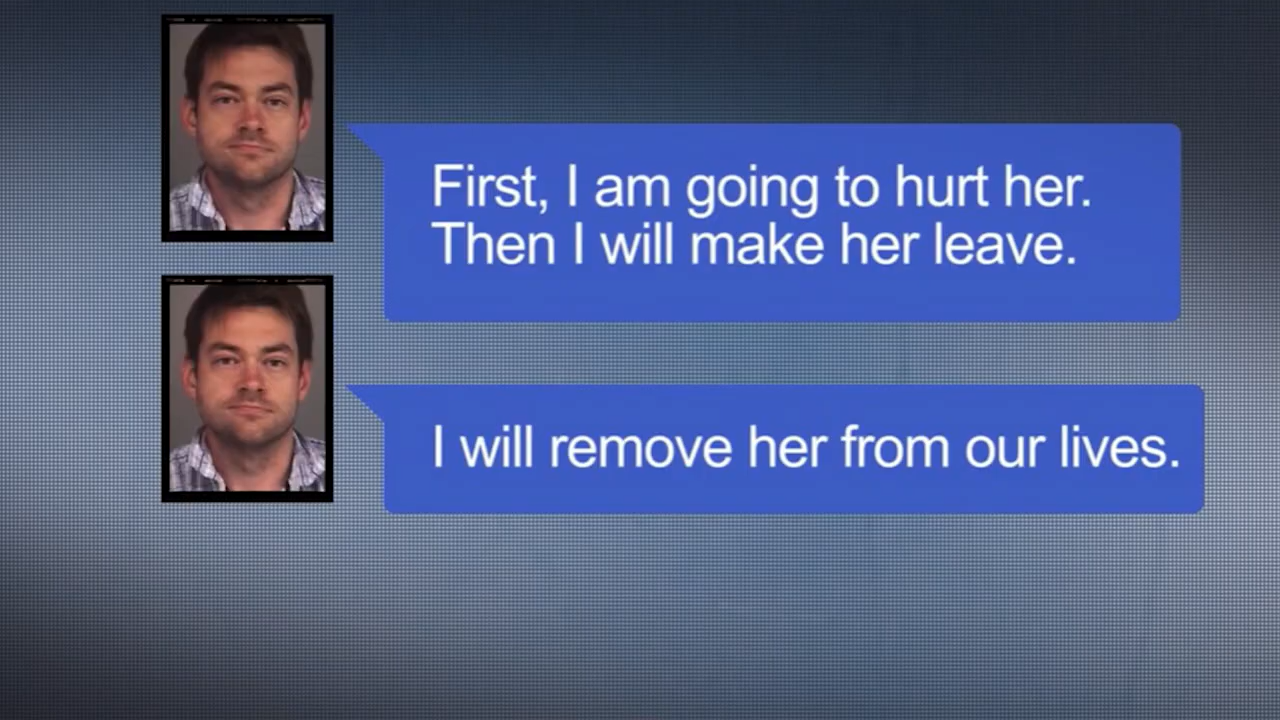 First, I am going to hurt her.
Then I will make her leave.
I will remove her from our lives.